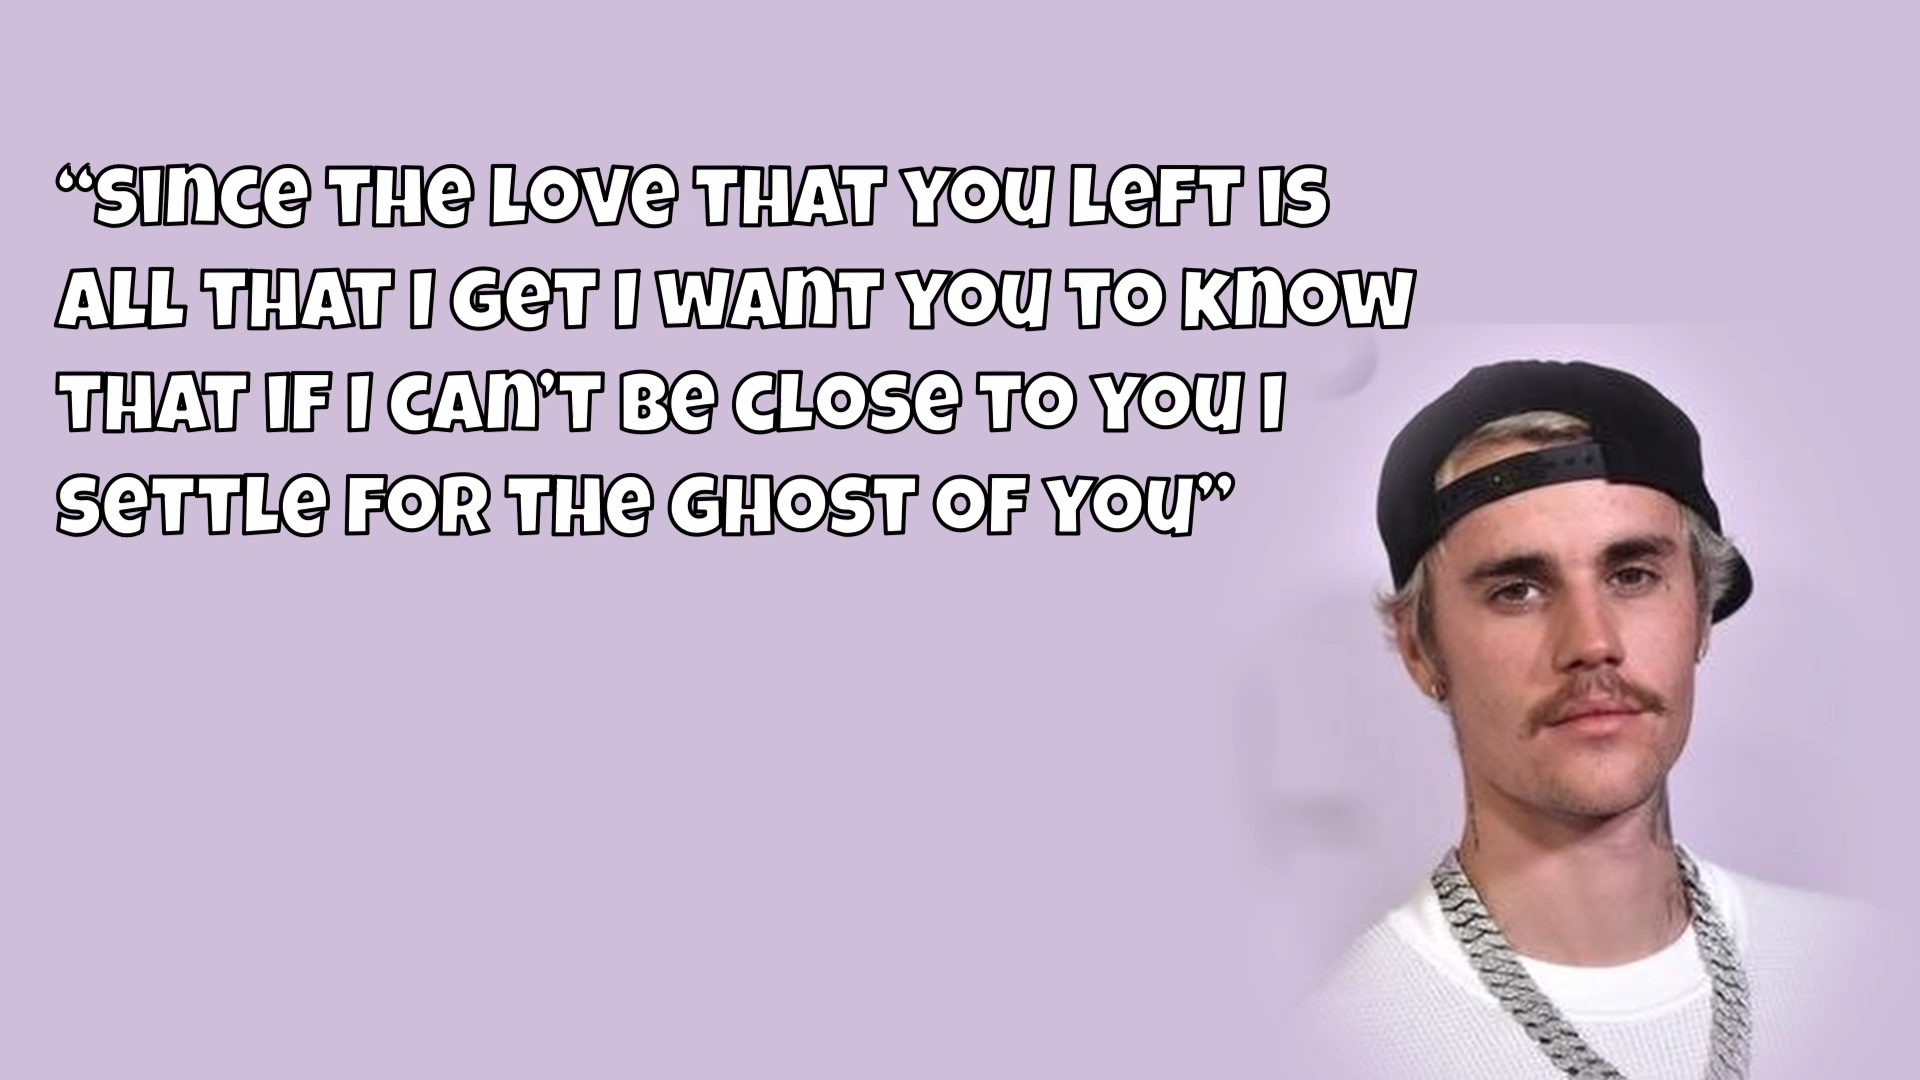 “Since the love that you left is
all that I get I want you to know
that if I can’t be close to you I
settle for the ghost of you”